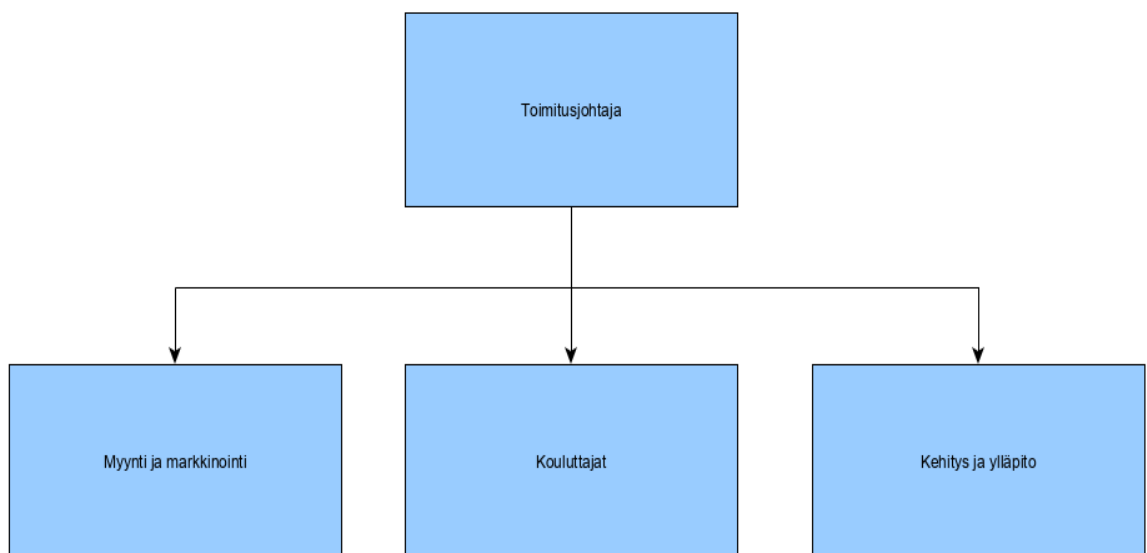 Toimitusjohtaja
Myynti ja markkinointi
Kouluttajat
Kehitys ja ylläpito